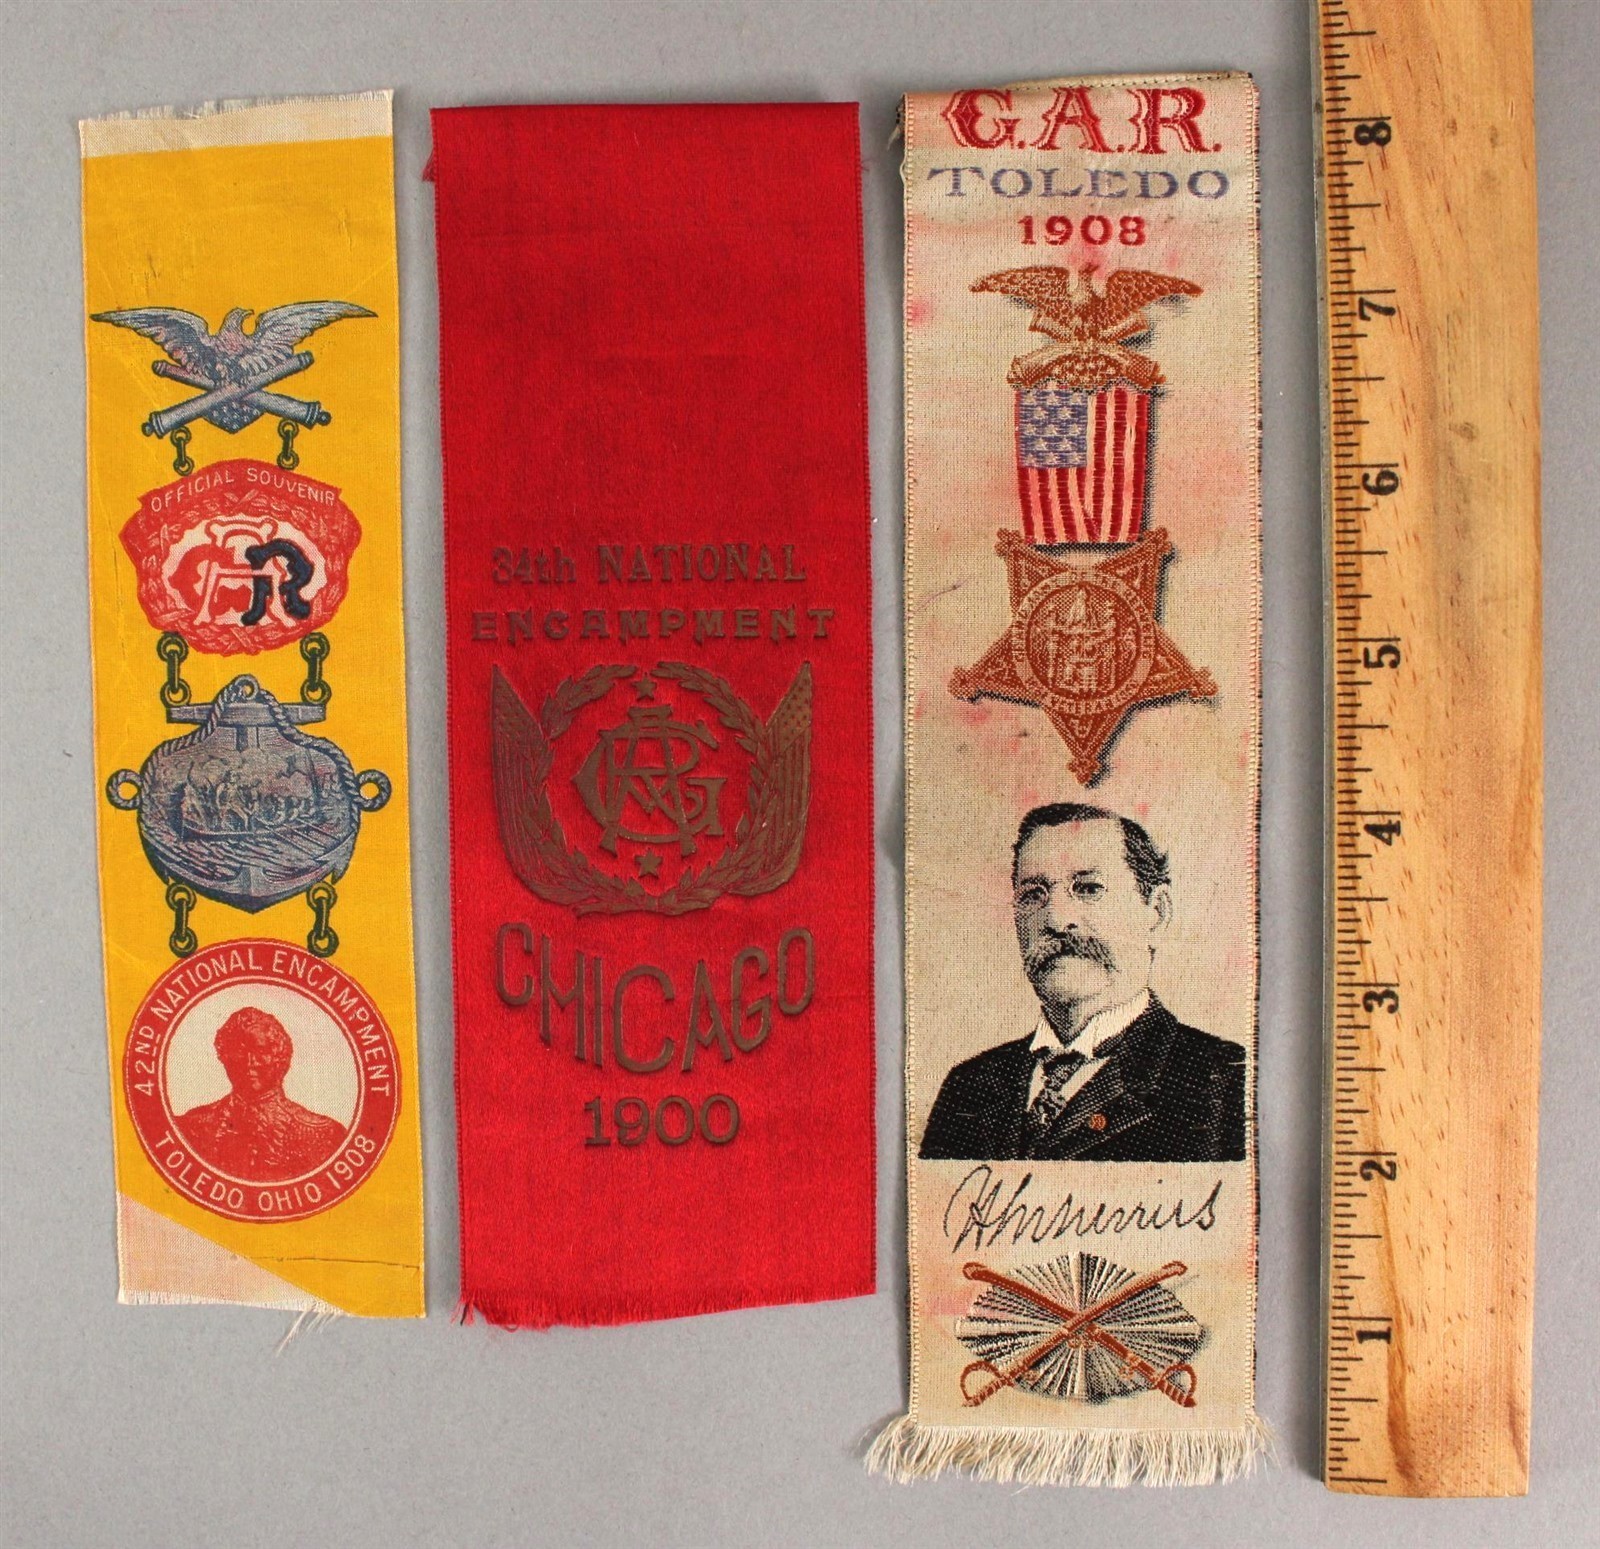 OFFICIAL SOUVENIR
GAR
42ND NATIONAL ENCAMPMENT
TOLEDO OHIO 1908
34th NATIONAL
ENCAMPMENT
GAR
CHICAGO
1900
G.A.R.
TOLEDO
1908
VETERANS
8
7
6
5
4
3
2
1